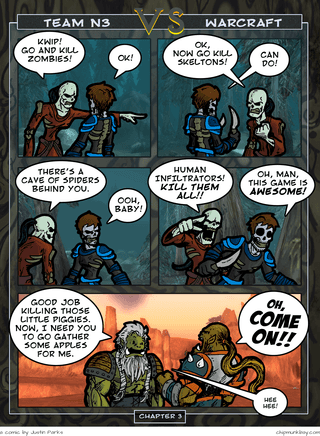 TEAM N3 VS WARCRAFT
KWIP!
GO AND KILL
ZOMBIES!
OK!
OK,
NOW GO KILL
SKELTONS!
CAN
DO!
THERE'S A
CAVE OF SPIDERS
BEHIND YOU.
OOH,
BABY!
HUMAN
INFILTRATORS!
KILL THEM
ALL!!
OH, MAN,
THIS GAME IS
AWESOME!
GOOD JOB
KILLING THOSE
LITTLE PIGGIES.
NOW, I NEED YOU
TO GO GATHER
SOME APPLES
FOR ME.
OH,
COME
ON!!
HEE
HEE!
CHAPTER 3
a comic by Justin Parks
chipmunkboy.com